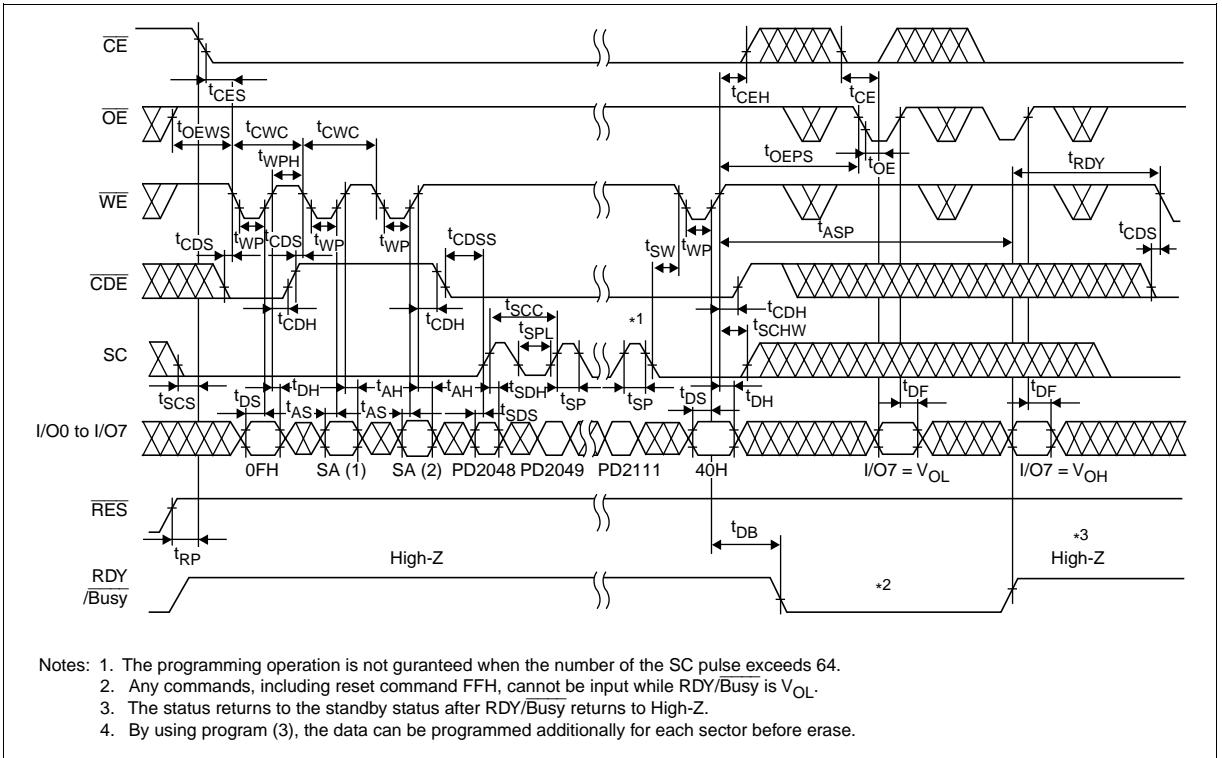 CE
tCES
tCEH
tCE
OE
tOEWS
tCWC
tCWC
tWPH
tOEPS
tOE
tRDY
WE
tCDS
tWP
tCDS
tWP
tWP
tCDSS
tSW
tWP
tASP
tCDS
CDE
tCDH
tCDH
tSCC
tSPL
*1
tCDH
tSCHW
SC
tSCS
tDS
tDH
tAS
tAH
tAS
tAH
tSDH
tSDS
tSP
tSP
tDS
tDH
tDF
tDF
I/O0 to I/O7
0FH
SA (1)
SA (2)
PD2048
PD2049
PD2111
40H
I/O7 = VOL
I/O7 = VOH
RES
tRP
High-Z
tDB
*3
High-Z
RDY
/Busy
*2
Notes: 1. The programming operation is not guranteed when the number of the SC pulse exceeds 64.
2. Any commands, including reset command FFH, cannot be input while RDY/Busy is VOL.
3. The status returns to the standby status after RDY/Busy returns to High-Z.
4. By using program (3), the data can be programmed additionally for each sector before erase.